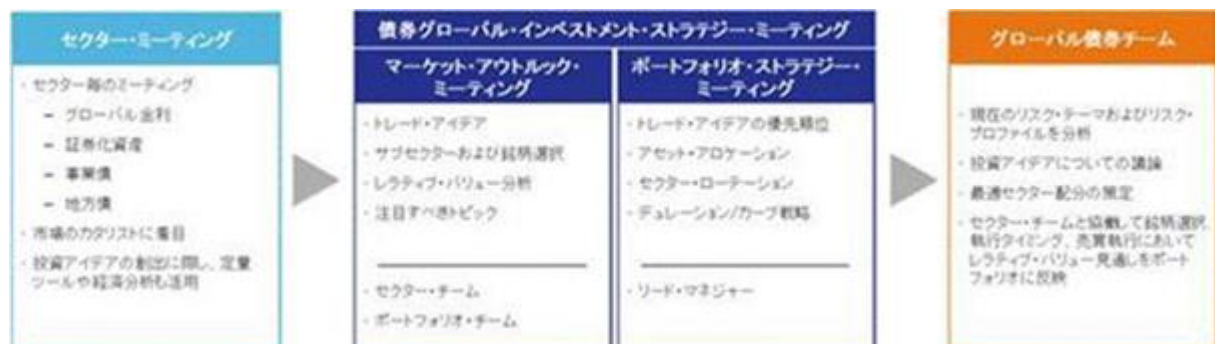 セクター・ミーティング
・セクター毎のミーティング
－ グローバル金利
－ 証券化資産
－ 事業債
－ 地方債
・市場のカタリストに着目
・投資アイデアの創出に際し、定量
ツールや経済分析も活用
債券グローバル・インベストメント・ストラテジー・ミーティング
マーケット・アウトルック・
ミーティング
・トレード・アイデア
・サブセクターおよび銘柄選択
・レラティブ・バリュー分析
・注目すべきトピック
・セクター・チーム
・ポートフォリオ・チーム
ポートフォリオ・ストラテジー・
ミーティング
・トレード・アイデアの優先順位
・アセット・アロケーション
・セクター・ローテーション
・デュレーション/カーブ戦略
・リード・マネジャー
グローバル債券チーム
・現在のリスク・テーマおよびリスク・
プロファイルを分析
・投資アイデアについての議論
・最適セクター配分の策定
・セクター・チームと協働して銘柄選択、
執行タイミング、売買執行において
レラティブ・バリュー見通しをポート
フォリオに反映